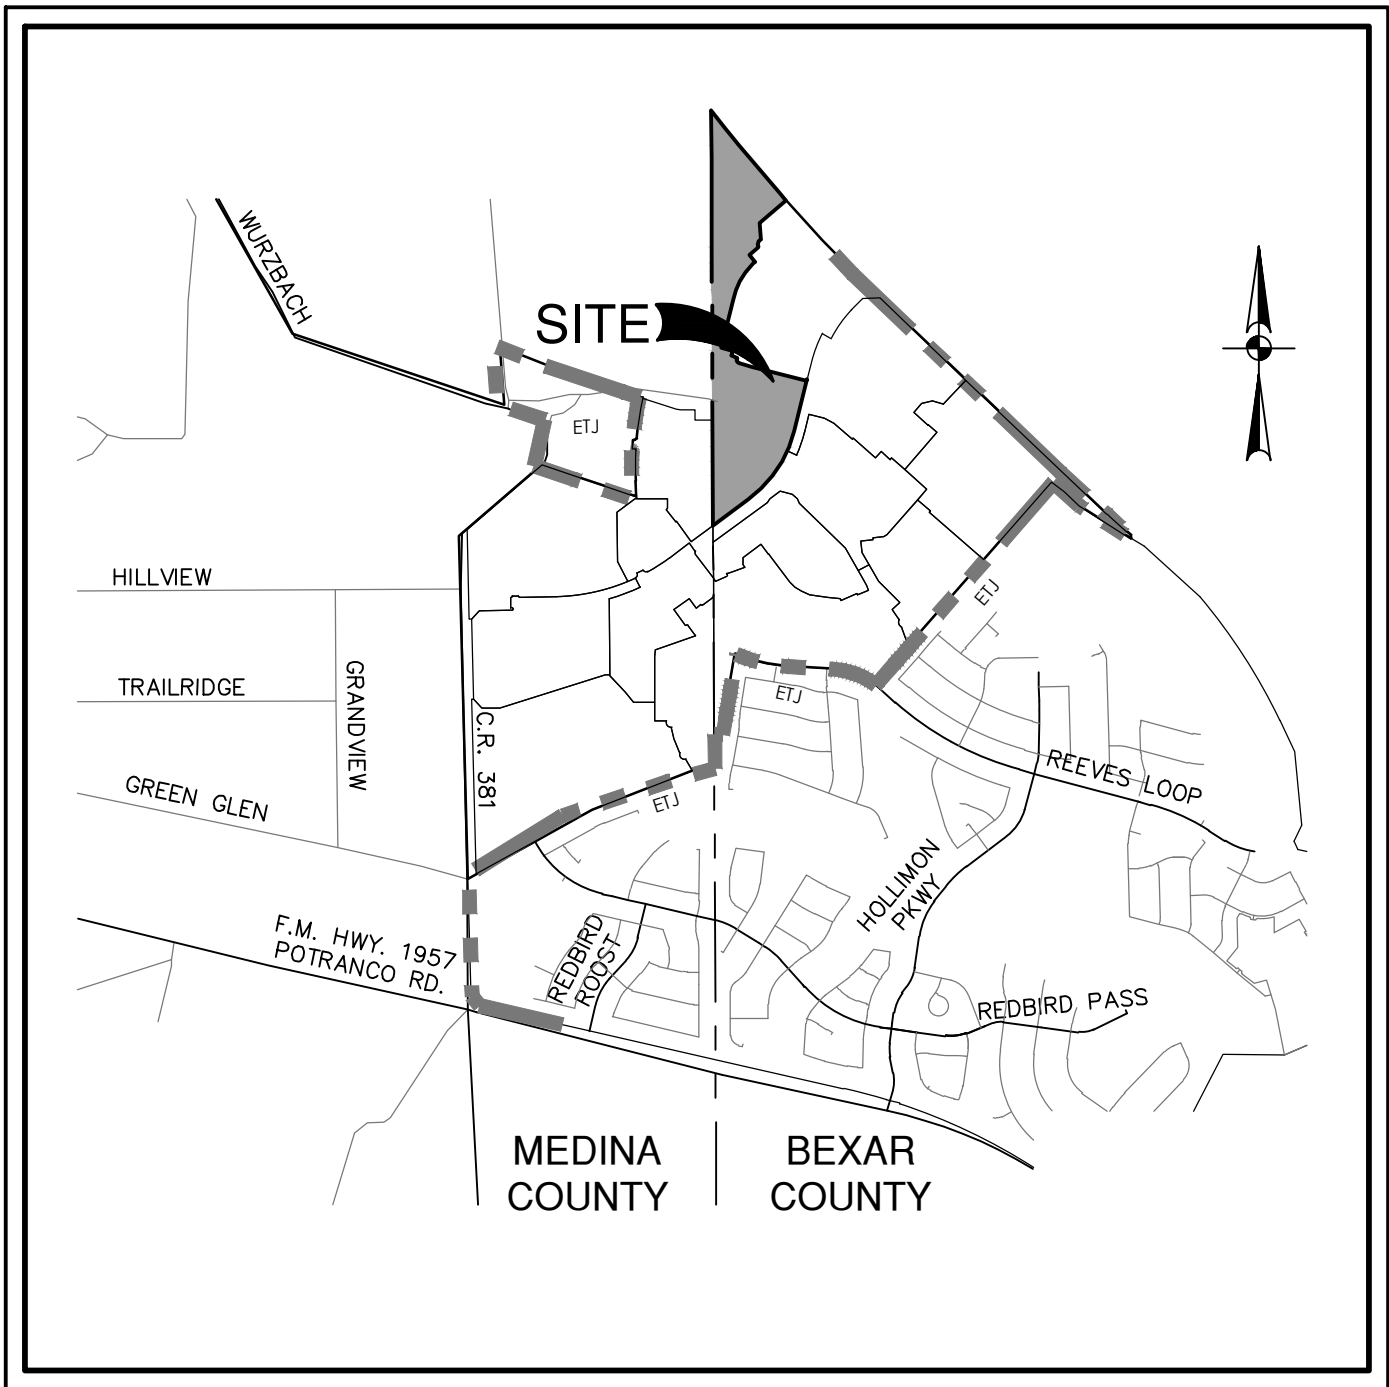 WURZBACH
SITE
ETJ
HILLVIEW
ETJ
TRAILRIDGE
GRANDVIEW
ETJ
C.R. 381
REEVES LOOP
GREEN GLEN
ETJ
HOLLIMON
PKWY
F.M. HWY. 1957
POTRANCO RD.
REDBIRD
ROOST
REDBIRD PASS
MEDINA
COUNTY
BEXAR
COUNTY